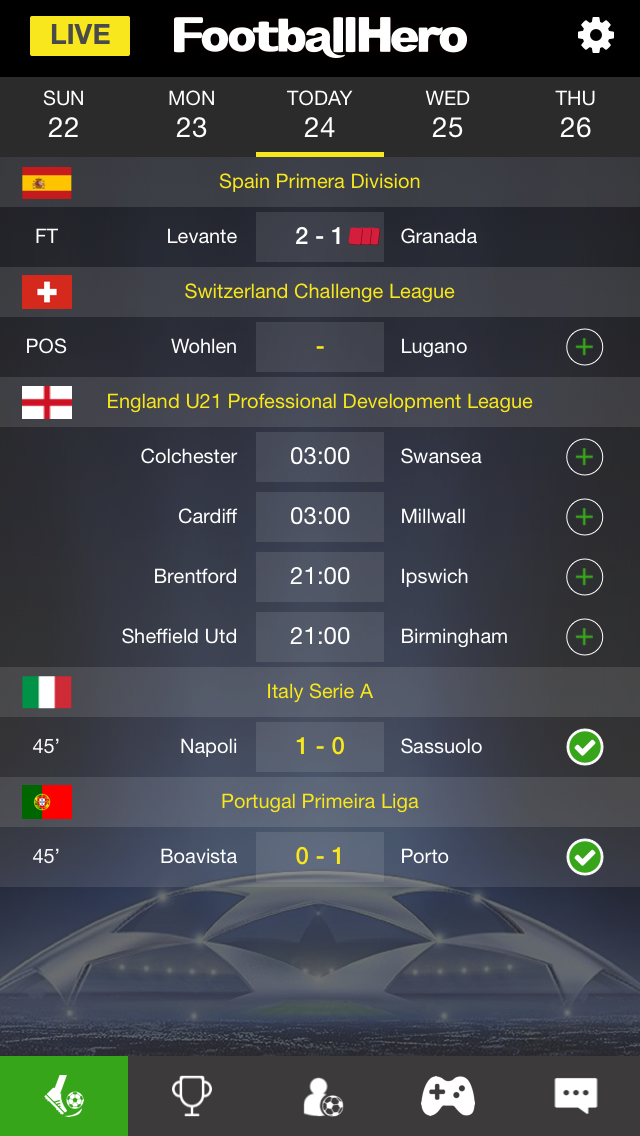 LIVE FootballHero
SUN MON TODAY WED THU
22 23 24 25 26
Spain Primera Division
FT Levante 2 - 1 Granada
Switzerland Challenge League
POS Wohlen - Lugano
England U21 Professional Development League
Colchester 03:00 Swansea
Cardiff 03:00 Millwall
Brentford 21:00 Ipswich
Sheffield Utd 21:00 Birmingham
Italy Serie A
45’ Napoli 1 - 0 Sassuolo
Portugal Primeira Liga
45’ Boavista 0 - 1 Porto